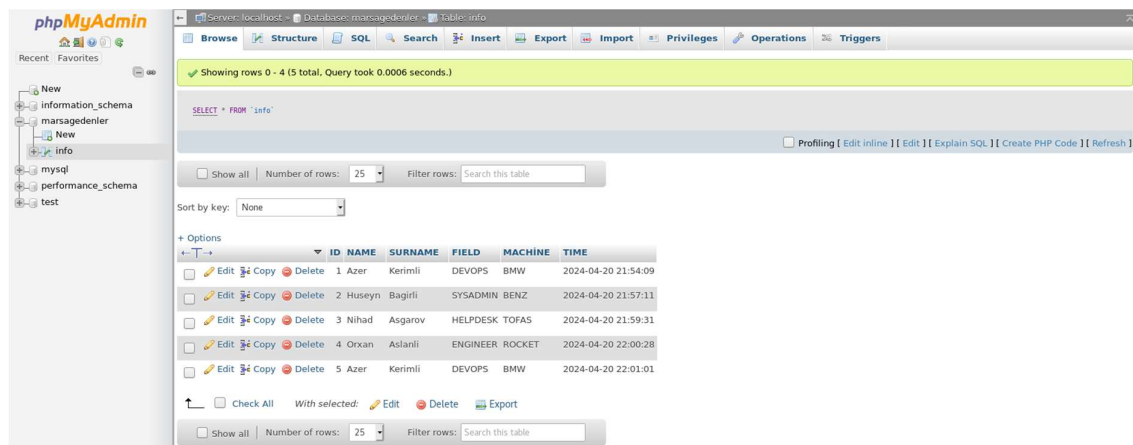 phpMyAdmin
Recent Favorites
New
information_schema
marsagedenler
New
info
mysql
performance_schema
test
Server: localhost » Database: marsagedenler » Table: info
Browse Structure SQL Search Insert Export Import Privileges Operations Triggers
Showing rows 0 - 4 (5 total, Query took 0.0006 seconds.)
SELECT * FROM `info`
Profiling [ Edit inline ] [ Edit ] [ Explain SQL ] [ Create PHP Code ] [ Refresh ]
Show all | Number of rows: 25 Filter rows: Search this table
Sort by key: None
+ Options
←T→ ▼ ID NAME SURNAME FIELD MACHİNE TIME
Edit Copy Delete 1 Azer Kerimli DEVOPS BMW 2024-04-20 21:54:09
Edit Copy Delete 2 Huseyn Bagirli SYSADMIN BENZ 2024-04-20 21:57:11
Edit Copy Delete 3 Nihad Asgarov HELPDESK TOFAS 2024-04-20 21:59:31
Edit Copy Delete 4 Orxan Aslanli ENGINEER ROCKET 2024-04-20 22:00:28
Edit Copy Delete 5 Azer Kerimli DEVOPS BMW 2024-04-20 22:01:01
Check All With selected: Edit Delete Export
Show all | Number of rows: 25 Filter rows: Search this table